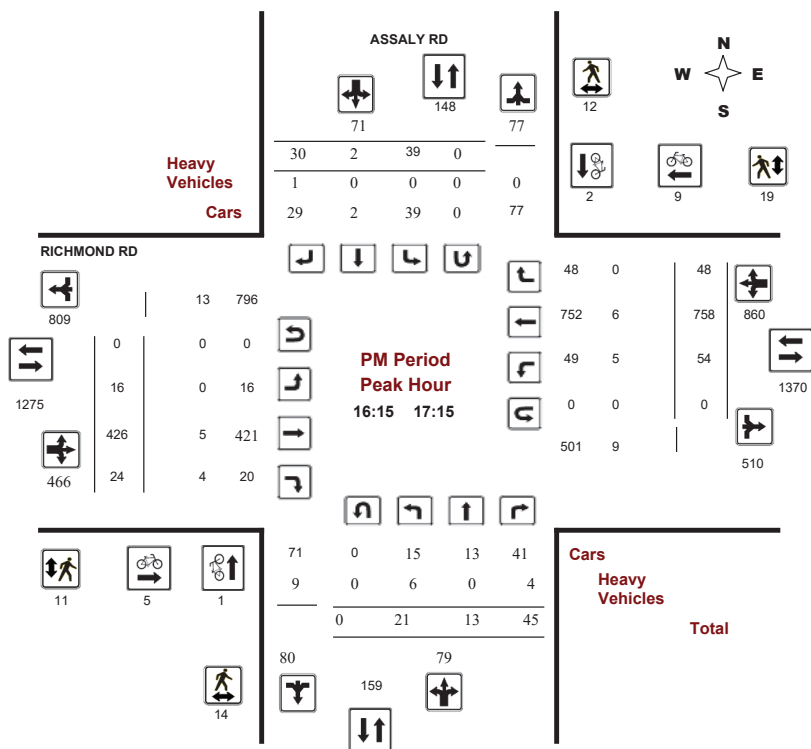 ASSALY RD
N
W E
S
148
12
71
77
30 2 39 0
Heavy
Vehicles
1 0 0 0 0
2 9 19
Cars
29 2 39 0 77
RICHMOND RD
48 0 48
13 796
809
752 6 758 860
0 0 0
PM Period
Peak Hour
49 5 54
1275
16 0 16
1370
16:15 17:15
0 0 0
426 5 421
501 9
510
466
24 4 20
71 0 15 13 41
Cars
9 0 6 0 4
Heavy
Vehicles
11 5 1
0 21 13 45
Total
80 79
159
14